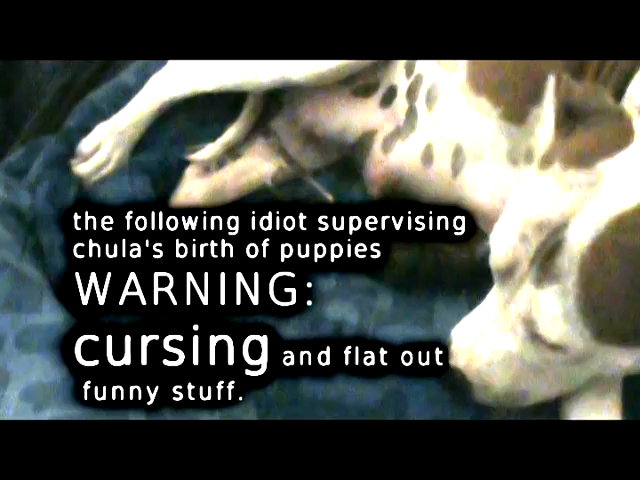 the following idiot supervising
chula's birth of puppies
WARNING:
cursing and flat out
funny stuff.